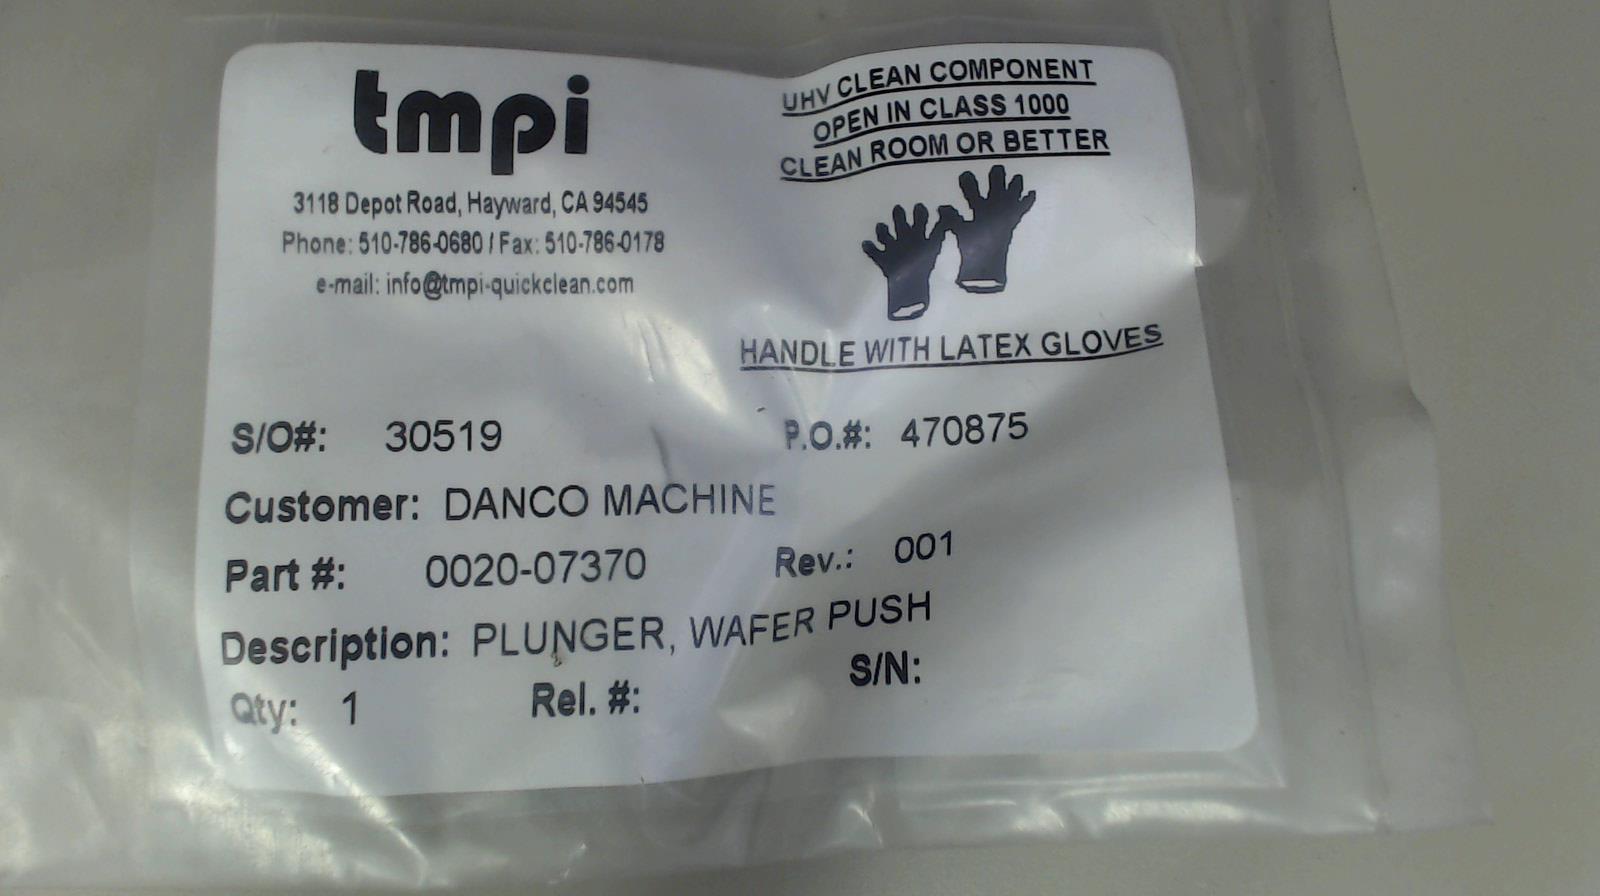 tmpi
3118 Depot Road, Hayward, CA 94545
Phone: 510-786-0680 / Fax: 510-786-0178
e-mail: info@tmpi-quickclean.com
UHV CLEAN COMPONENT
OPEN IN CLASS 1000
CLEAN ROOM OR BETTER
HANDLE WITH LATEX GLOVES
S/O#: 30519 P.O.#: 470875
Customer: DANCO MACHINE
Part #: 0020-07370 Rev.: 001
Description: PLUNGER, WAFER PUSH
Qty: 1 Rel. #: S/N: